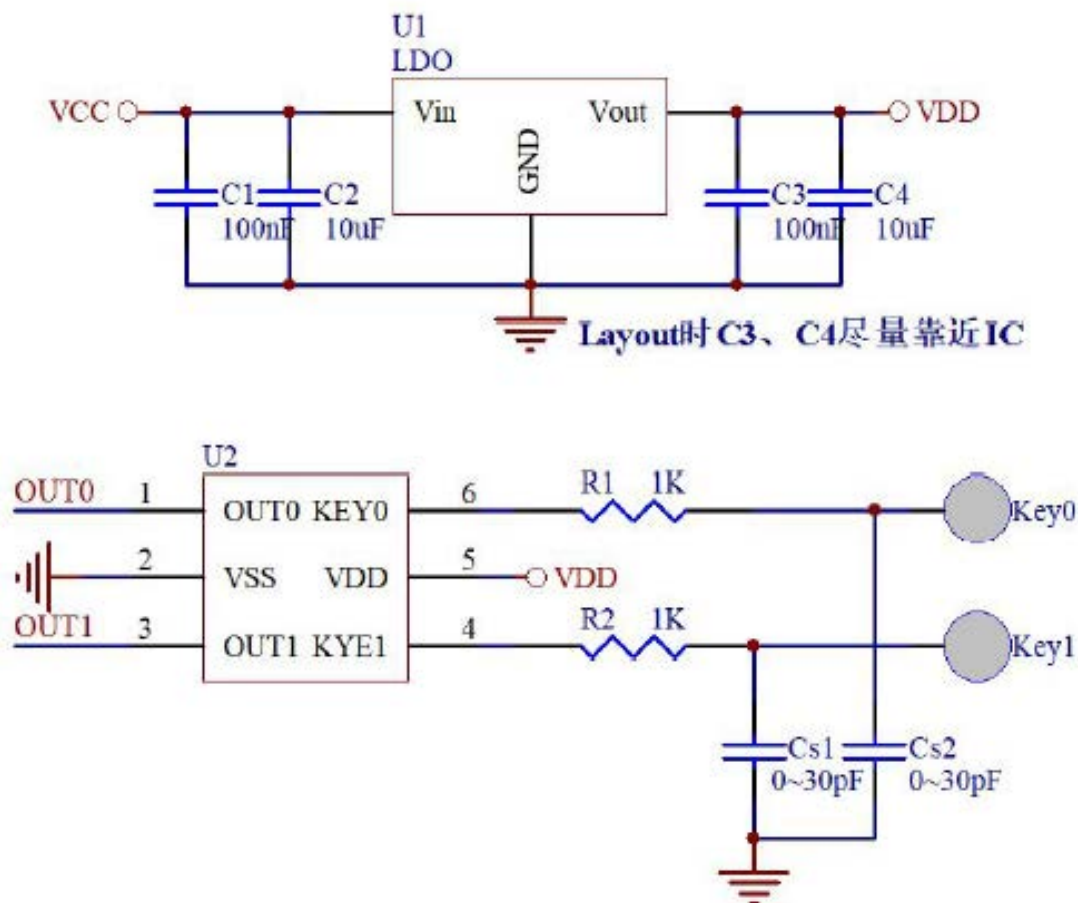 U1
LDO
VCC
Vin
Vout
VDD
GND
C1
100nF
C2
10uF
C3
100nF
C4
10uF
Layout时C3、C4尽量靠近IC
U2
OUT0
1
OUT0
KEY0
6
R1
1K
Key0
2
VSS
VDD
5
VDD
OUT1
3
OUT1
KYE1
4
R2
1K
Key1
Cs1
0~30pF
Cs2
0~30pF